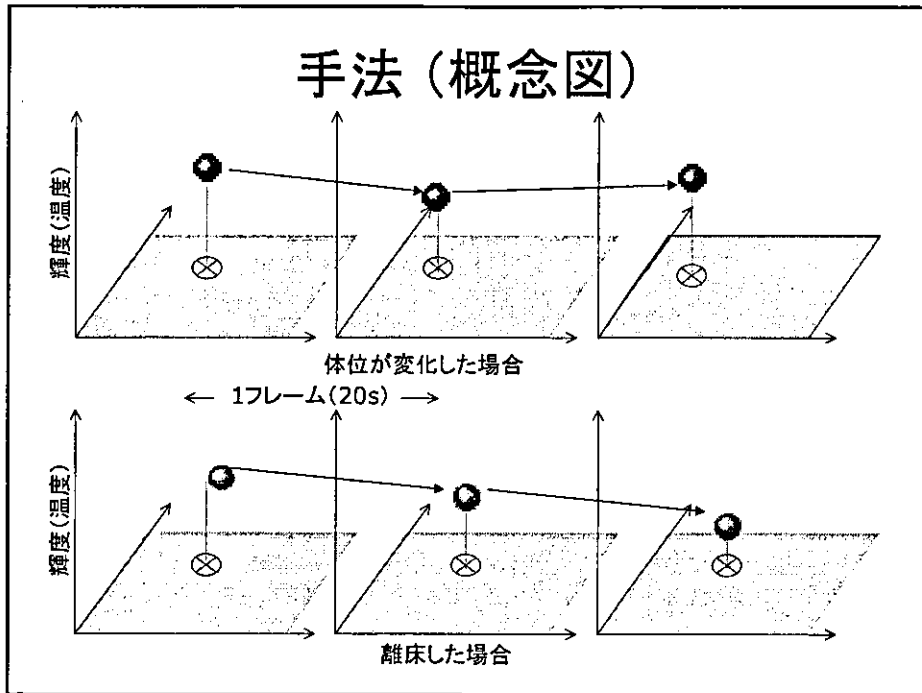 手法（概念図）
輝度(温度)
体位が変化した場合
1フレーム(20s)
輝度(温度)
離床した場合